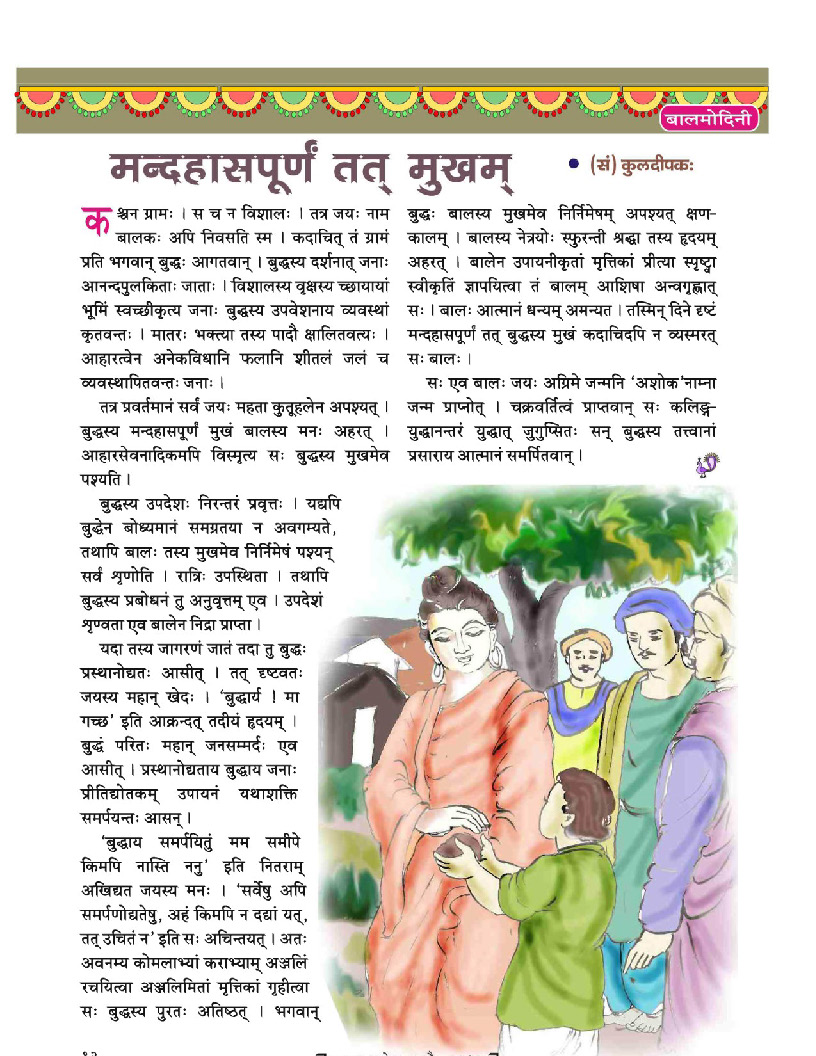 बालमोदिनी
मन्दहासपूर्णं तत् मुखम्
• (सं) कुलदीपकः
कश्चन ग्रामः । स च न विशालः । तत्र जयः नाम
बालकः अपि निवसति स्म । कदाचित् तं ग्रामं
प्रति भगवान् बुद्धः आगतवान् । बुद्धस्य दर्शनात् जनाः
आनन्दपुलकिताः जाताः । विशालस्य वृक्षस्य च्छायायां
भूमिं स्वच्छीकृत्य जनाः बुद्धस्य उपवेशनाय व्यवस्थां
कृतवन्तः । मातरः भक्त्या तस्य पादौ क्षालितवत्यः ।
आहारत्वेन अनेकविधानि फलानि शीतलं जलं च
व्यवस्थापितवन्तः जनाः ।
तत्र प्रवर्तमानं सर्वं जयः महता कुतूहलेन अपश्यत् ।
बुद्धस्य मन्दहासपूर्णं मुखं बालस्य मनः अहरत् ।
आहारसेवनादिकमपि विस्मृत्य सः बुद्धस्य मुखमेव
पश्यति ।
बुद्धस्य उपदेशः निरन्तरं प्रवृत्तः । यद्यपि
बुद्धेन बोध्यमानं समग्रतया न अवगम्यते,
तथापि बालः तस्य मुखमेव निर्निमेषं पश्यन्
सर्वं शृणोति । रात्रिः उपस्थिता । तथापि
बुद्धस्य प्रबोधनं तु अनुवृत्तम् एव । उपदेशं
शृण्वता एव बालेन निद्रा प्राप्ता ।
यदा तस्य जागरणं जातं तदा तु बुद्धः
प्रस्थानोद्यतः आसीत् । तत् दृष्टवतः
जयस्य महान् खेदः । ‘बुद्धार्य ! मा
गच्छ’ इति आक्रन्दत् तदीयं हृदयम् ।
बुद्धं परितः महान् जनसम्मर्दः एव
आसीत् । प्रस्थानोद्यताय बुद्धाय जनाः
प्रीतिद्योतकम् उपायनं यथाशक्ति
समर्पयन्तः आसन् ।
‘बुद्धाय समर्पयितुं मम समीपे
किमपि नास्ति ननु’ इति नितराम्
अखिद्यत जयस्य मनः । ‘सर्वेषु अपि
समर्पणोद्यतेषु, अहं किमपि न दद्यां यत्,
तत् उचितं न’ इति सः अचिन्तयत् । अतः
अवनम्य कोमलाभ्यां कराभ्याम् अञ्जलिं
रचयित्वा अञ्जलिमितां मृत्तिकां गृहीत्वा
सः बुद्धस्य पुरतः अतिष्ठत् । भगवान्
बुद्धः बालस्य मुखमेव निर्निमेषम् अपश्यत् क्षण-
कालम् । बालस्य नेत्रयोः स्फुरन्ती श्रद्धा तस्य हृदयम्
अहरत् । बालेन उपायनीकृतां मृत्तिकां प्रीत्या स्पृष्ट्वा
स्वीकृतिं ज्ञापयित्वा तं बालम् आशिषा अन्वगृह्णात्
सः । बालः आत्मानं धन्यम् अमन्यत । तस्मिन् दिने दृष्टं
मन्दहासपूर्णं तत् बुद्धस्य मुखं कदाचिदपि न व्यस्मरत्
सः बालः ।
सः एव बालः जयः अग्रिमे जन्मनि ‘अशोक’नाम्ना
जन्म प्राप्नोत् । चक्रवर्तित्वं प्राप्तवान् सः कलिङ्ग-
युद्धानन्तरं युद्धात् जुगुप्सितः सन् बुद्धस्य तत्त्वानां
प्रसाराय आत्मानं समर्पितवान् ।